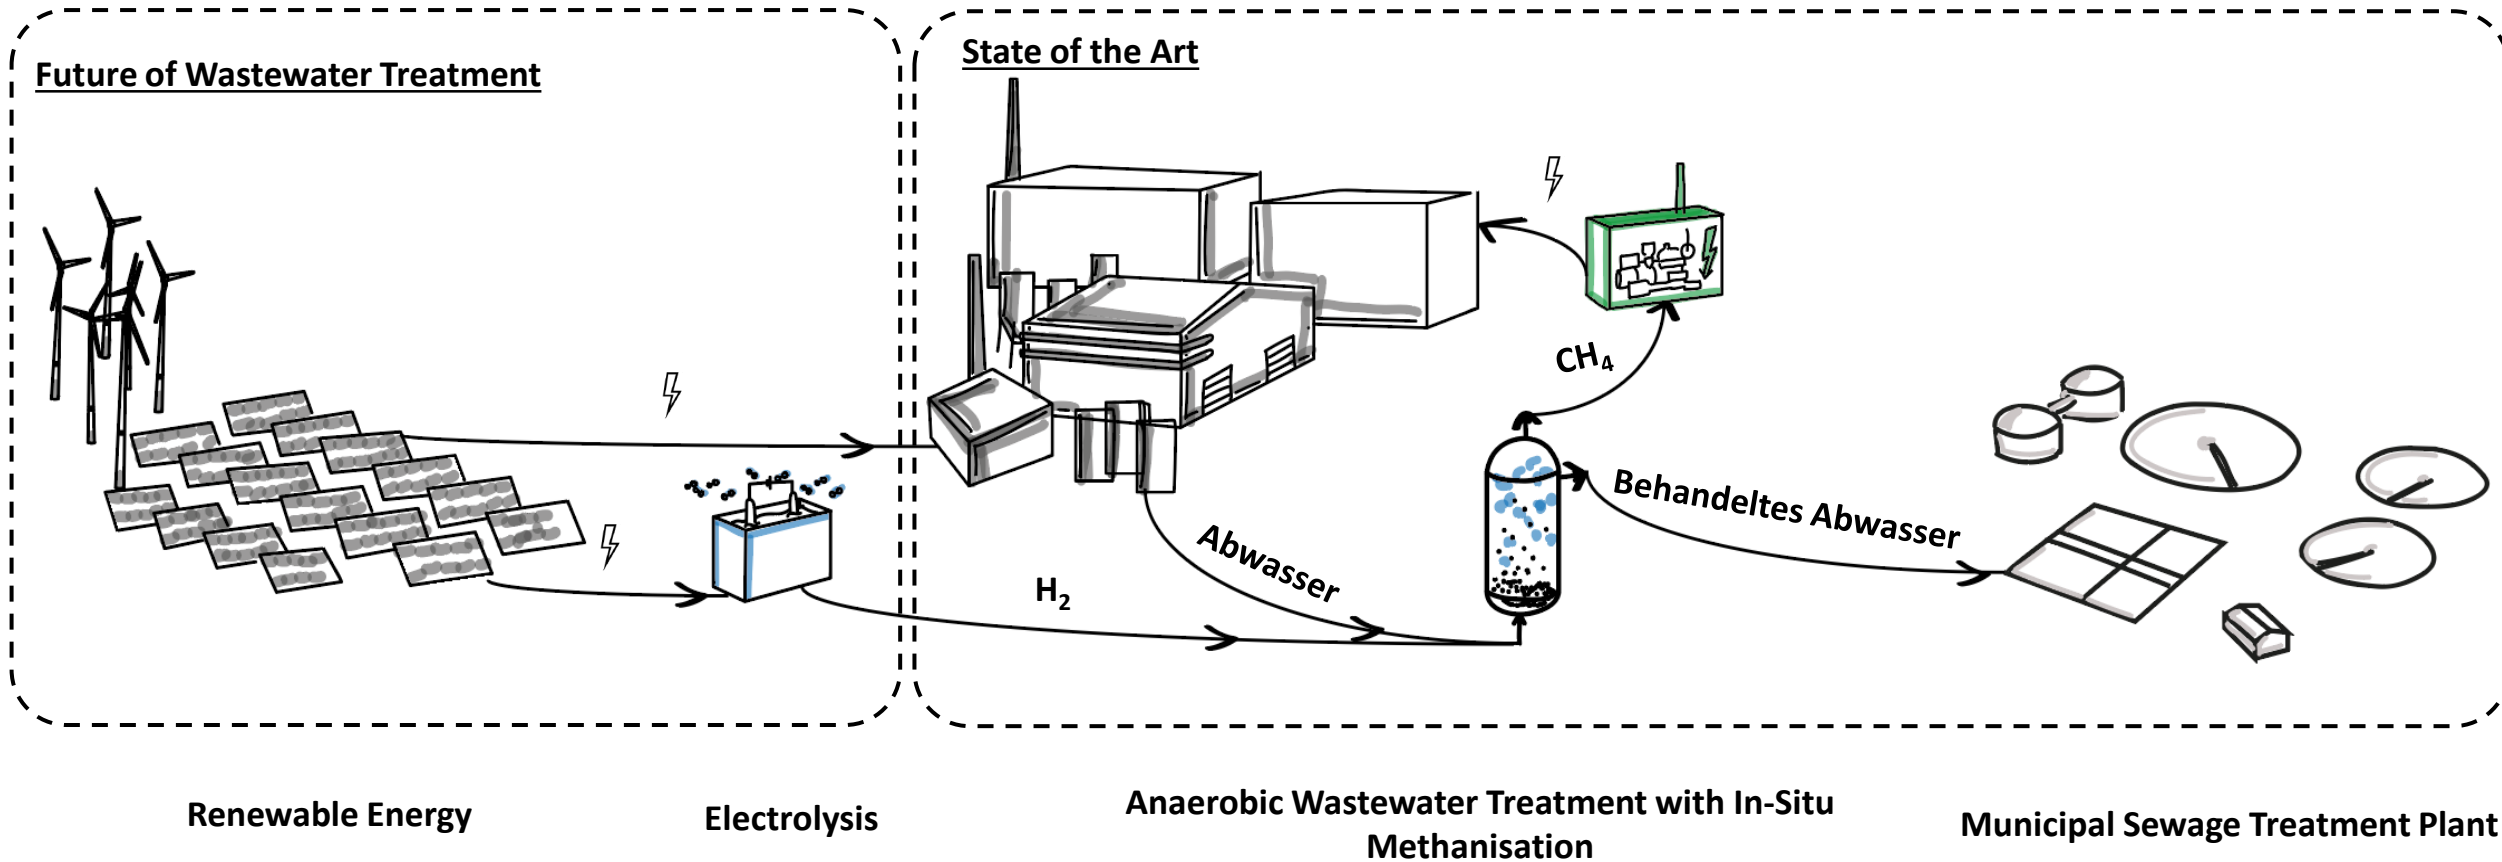 Future of Wastewater Treatment
State of the Art
CH₄
Behandeltes Abwasser
Abwasser
H₂
Renewable Energy
Electrolysis
Anaerobic Wastewater Treatment with In-Situ
Methanisation
Municipal Sewage Treatment Plant